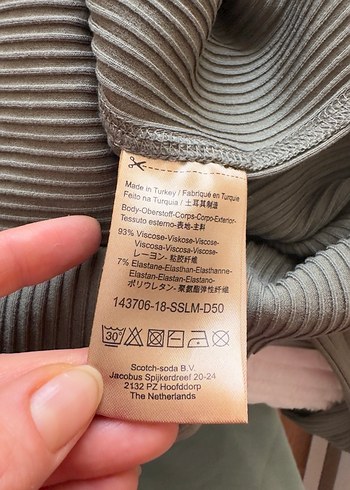 Made in Turkey / Fabriqué en Turquie
Feito na Turquia / 土耳其制造
Body-Oberstoff-Corps-Corpo-Exterior-
Tessuto esterno-表地-主料
93% Viscose-Viskose-Viscose-
Viscosa-Viscosa-Viscosa-
レーヨン-粘胶纤维
7% Elastane-Elasthan-Elasthanne-
Elastan-Elastano-Elastan-
ポリウレタン-聚氨酯弹性纤维
143706-18-SSLM-D50
30
Scotch-soda B.V.
Jacobus Spijkerdreef 20-24
2132 PZ Hoofddorp
The Netherlands